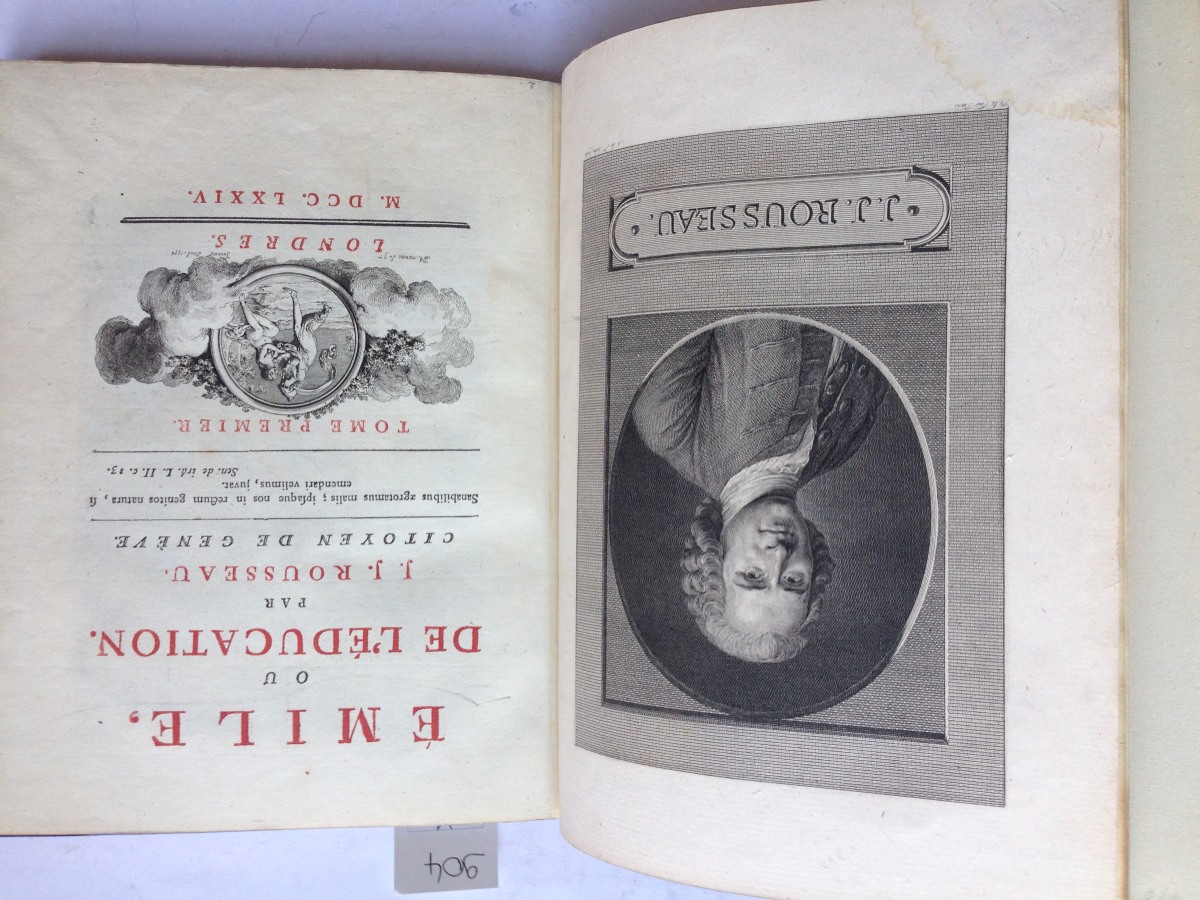 J. J. ROUSSEAU.
ÉMILE,
OU
DE L'ÉDUCATION.
PAR
J. J. ROUSSEAU.
CITOYEN DE GENÈVE.
Sanabilibus ægrotamus malis; ipsaque nos in rectum genitos natura, si
emendari velimus, juvat.
Sen. de irâ. L. II. c. 13.
TOME PREMIER.
LONDRES.
M. DCC. LXXIV.
904